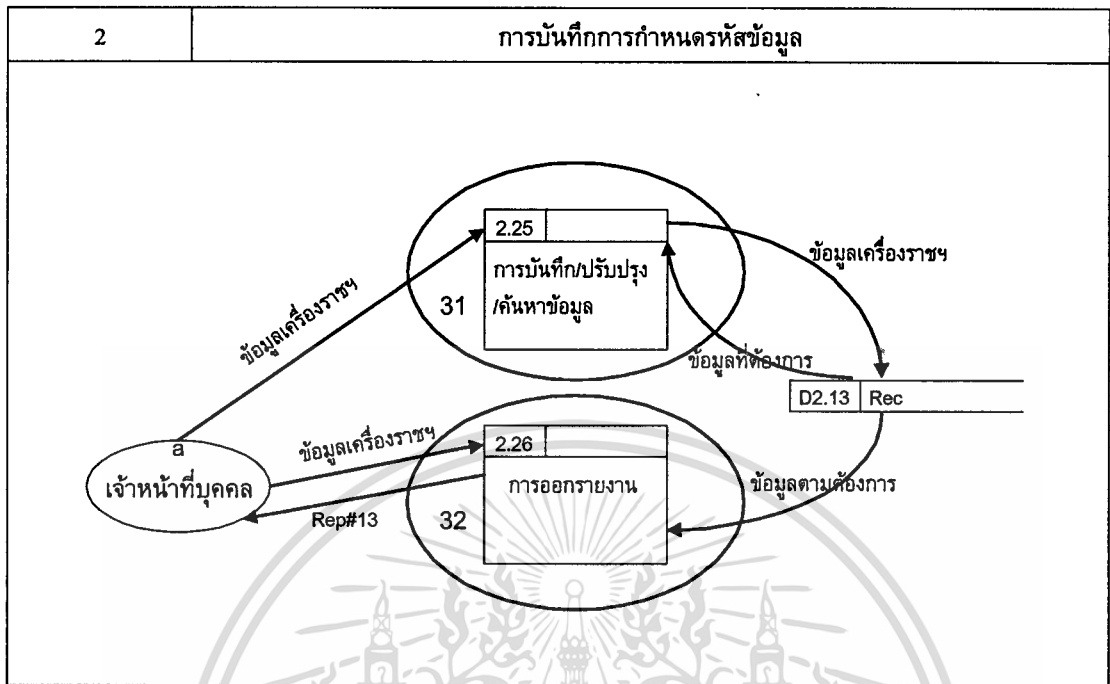 2
การบันทึกการกำหนดรหัสข้อมูล
2.25
การบันทึก/ปรับปรุง
/ค้นหาข้อมูล
31
ข้อมูลเครื่องราชฯ
ข้อมูลเครื่องราชฯ
ข้อมูลที่ต้องการ
D2.13 Rec
a
เจ้าหน้าที่บุคคล
ข้อมูลเครื่องราชฯ
Rep#13
2.26
การออกรายงาน
32
ข้อมูลตามต้องการ